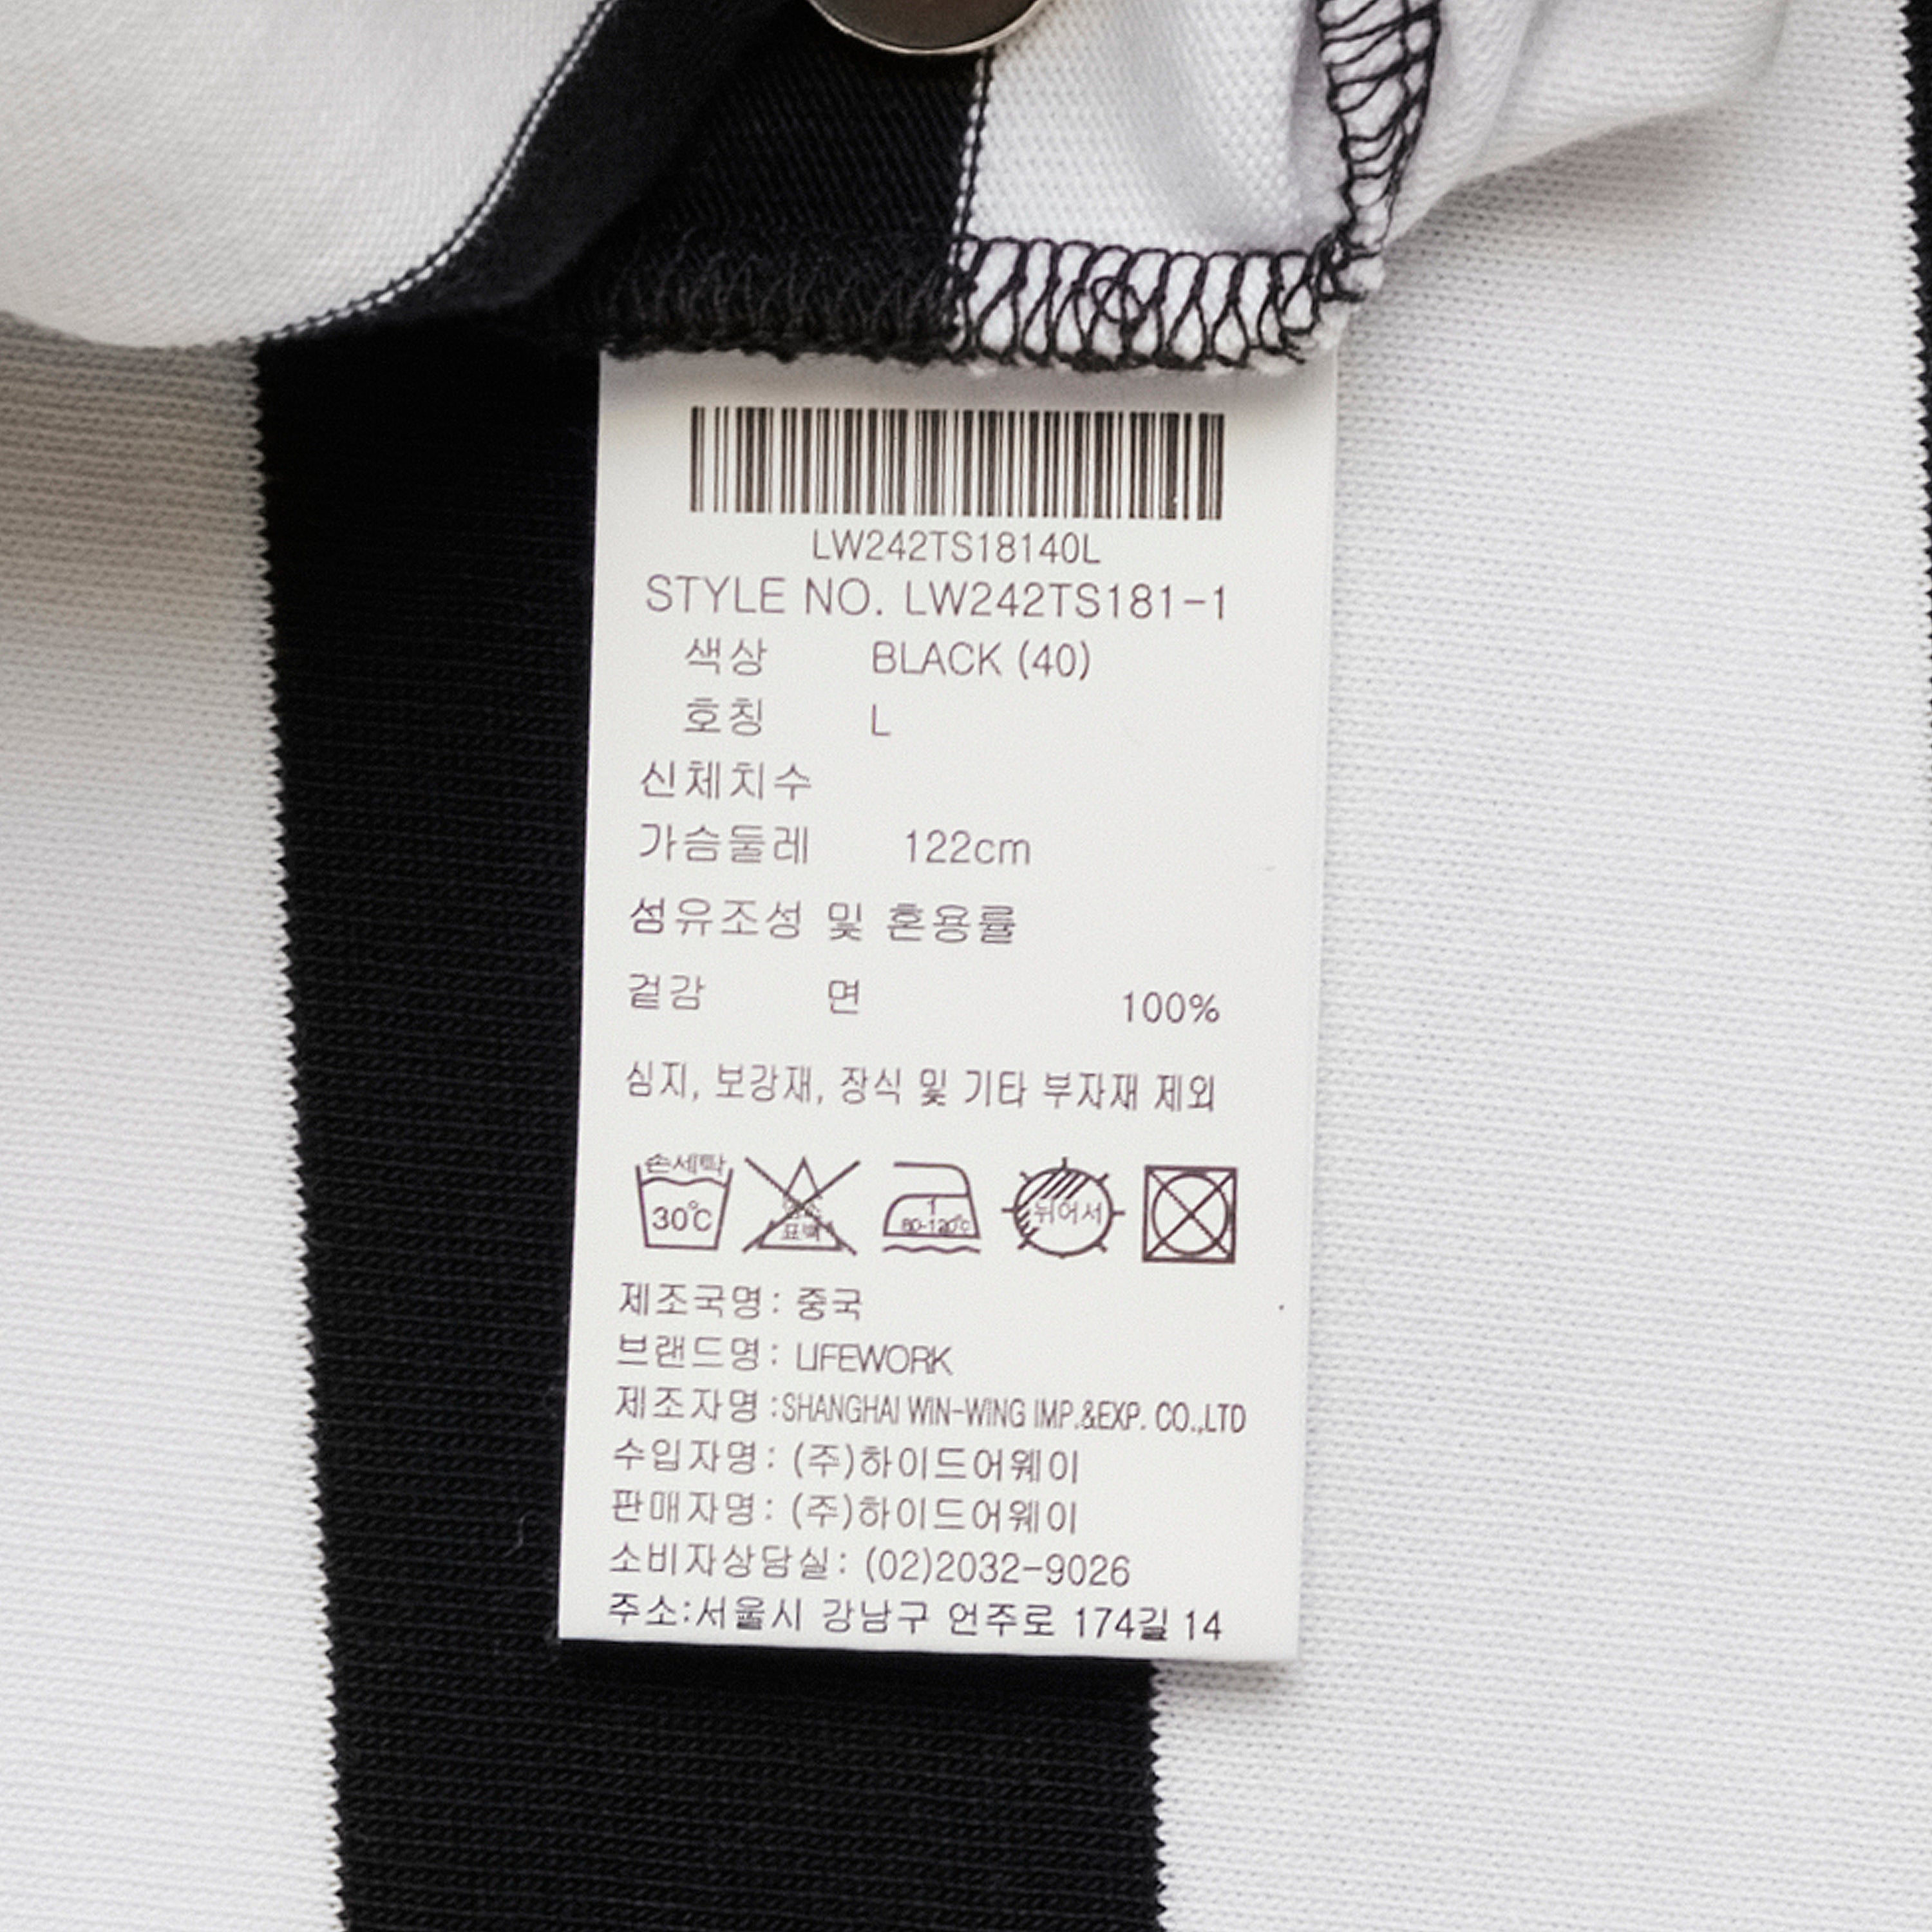 LW242TS18140L
STYLE NO. LW242TS181-1
색상 BLACK (40)
호칭 L
신체치수
가슴둘레 122cm
섬유조성 및 혼용률
겉감 면 100%
심지, 보강재, 장식 및 기타 부자재 제외
손세탁 30℃
표백
1 80-120℃
뉘어서
제조국명: 중국
브랜드명: LIFEWORK
제조자명:SHANGHAI WIN-WING IMP.&EXP. CO.,LTD
수입자명: (주)하이드어웨이
판매자명: (주)하이드어웨이
소비자상담실: (02)2032-9026
주소:서울시 강남구 언주로 174길 14